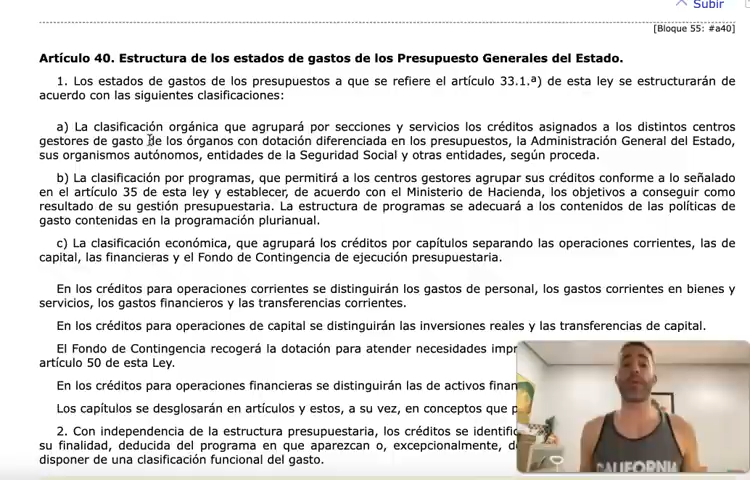 Subir
[Bloque 55: #a40]
Artículo 40. Estructura de los estados de gastos de los Presupuesto Generales del Estado.
1. Los estados de gastos de los presupuestos a que se refiere el artículo 33.1.ª) de esta ley se estructurarán de
acuerdo con las siguientes clasificaciones:
a) La clasificación orgánica que agrupará por secciones y servicios los créditos asignados a los distintos centros
gestores de gasto de los órganos con dotación diferenciada en los presupuestos, la Administración General del Estado,
sus organismos autónomos, entidades de la Seguridad Social y otras entidades, según proceda.
b) La clasificación por programas, que permitirá a los centros gestores agrupar sus créditos conforme a lo señalado
en el artículo 35 de esta ley y establecer, de acuerdo con el Ministerio de Hacienda, los objetivos a conseguir como
resultado de su gestión presupuestaria. La estructura de programas se adecuará a los contenidos de las políticas de
gasto contenidas en la programación plurianual.
c) La clasificación económica, que agrupará los créditos por capítulos separando las operaciones corrientes, las de
capital, las financieras y el Fondo de Contingencia de ejecución presupuestaria.
En los créditos para operaciones corrientes se distinguirán los gastos de personal, los gastos corrientes en bienes y
servicios, los gastos financieros y las transferencias corrientes.
En los créditos para operaciones de capital se distinguirán las inversiones reales y las transferencias de capital.
El Fondo de Contingencia recogerá la dotación para atender necesidades impr
artículo 50 de esta Ley.
En los créditos para operaciones financieras se distinguirán las de activos finan
Los capítulos se desglosarán en artículos y estos, a su vez, en conceptos que p
2. Con independencia de la estructura presupuestaria, los créditos se identific
su finalidad, deducida del programa en que aparezcan o, excepcionalmente, de
disponer de una clasificación funcional del gasto.
CALIFORNIA